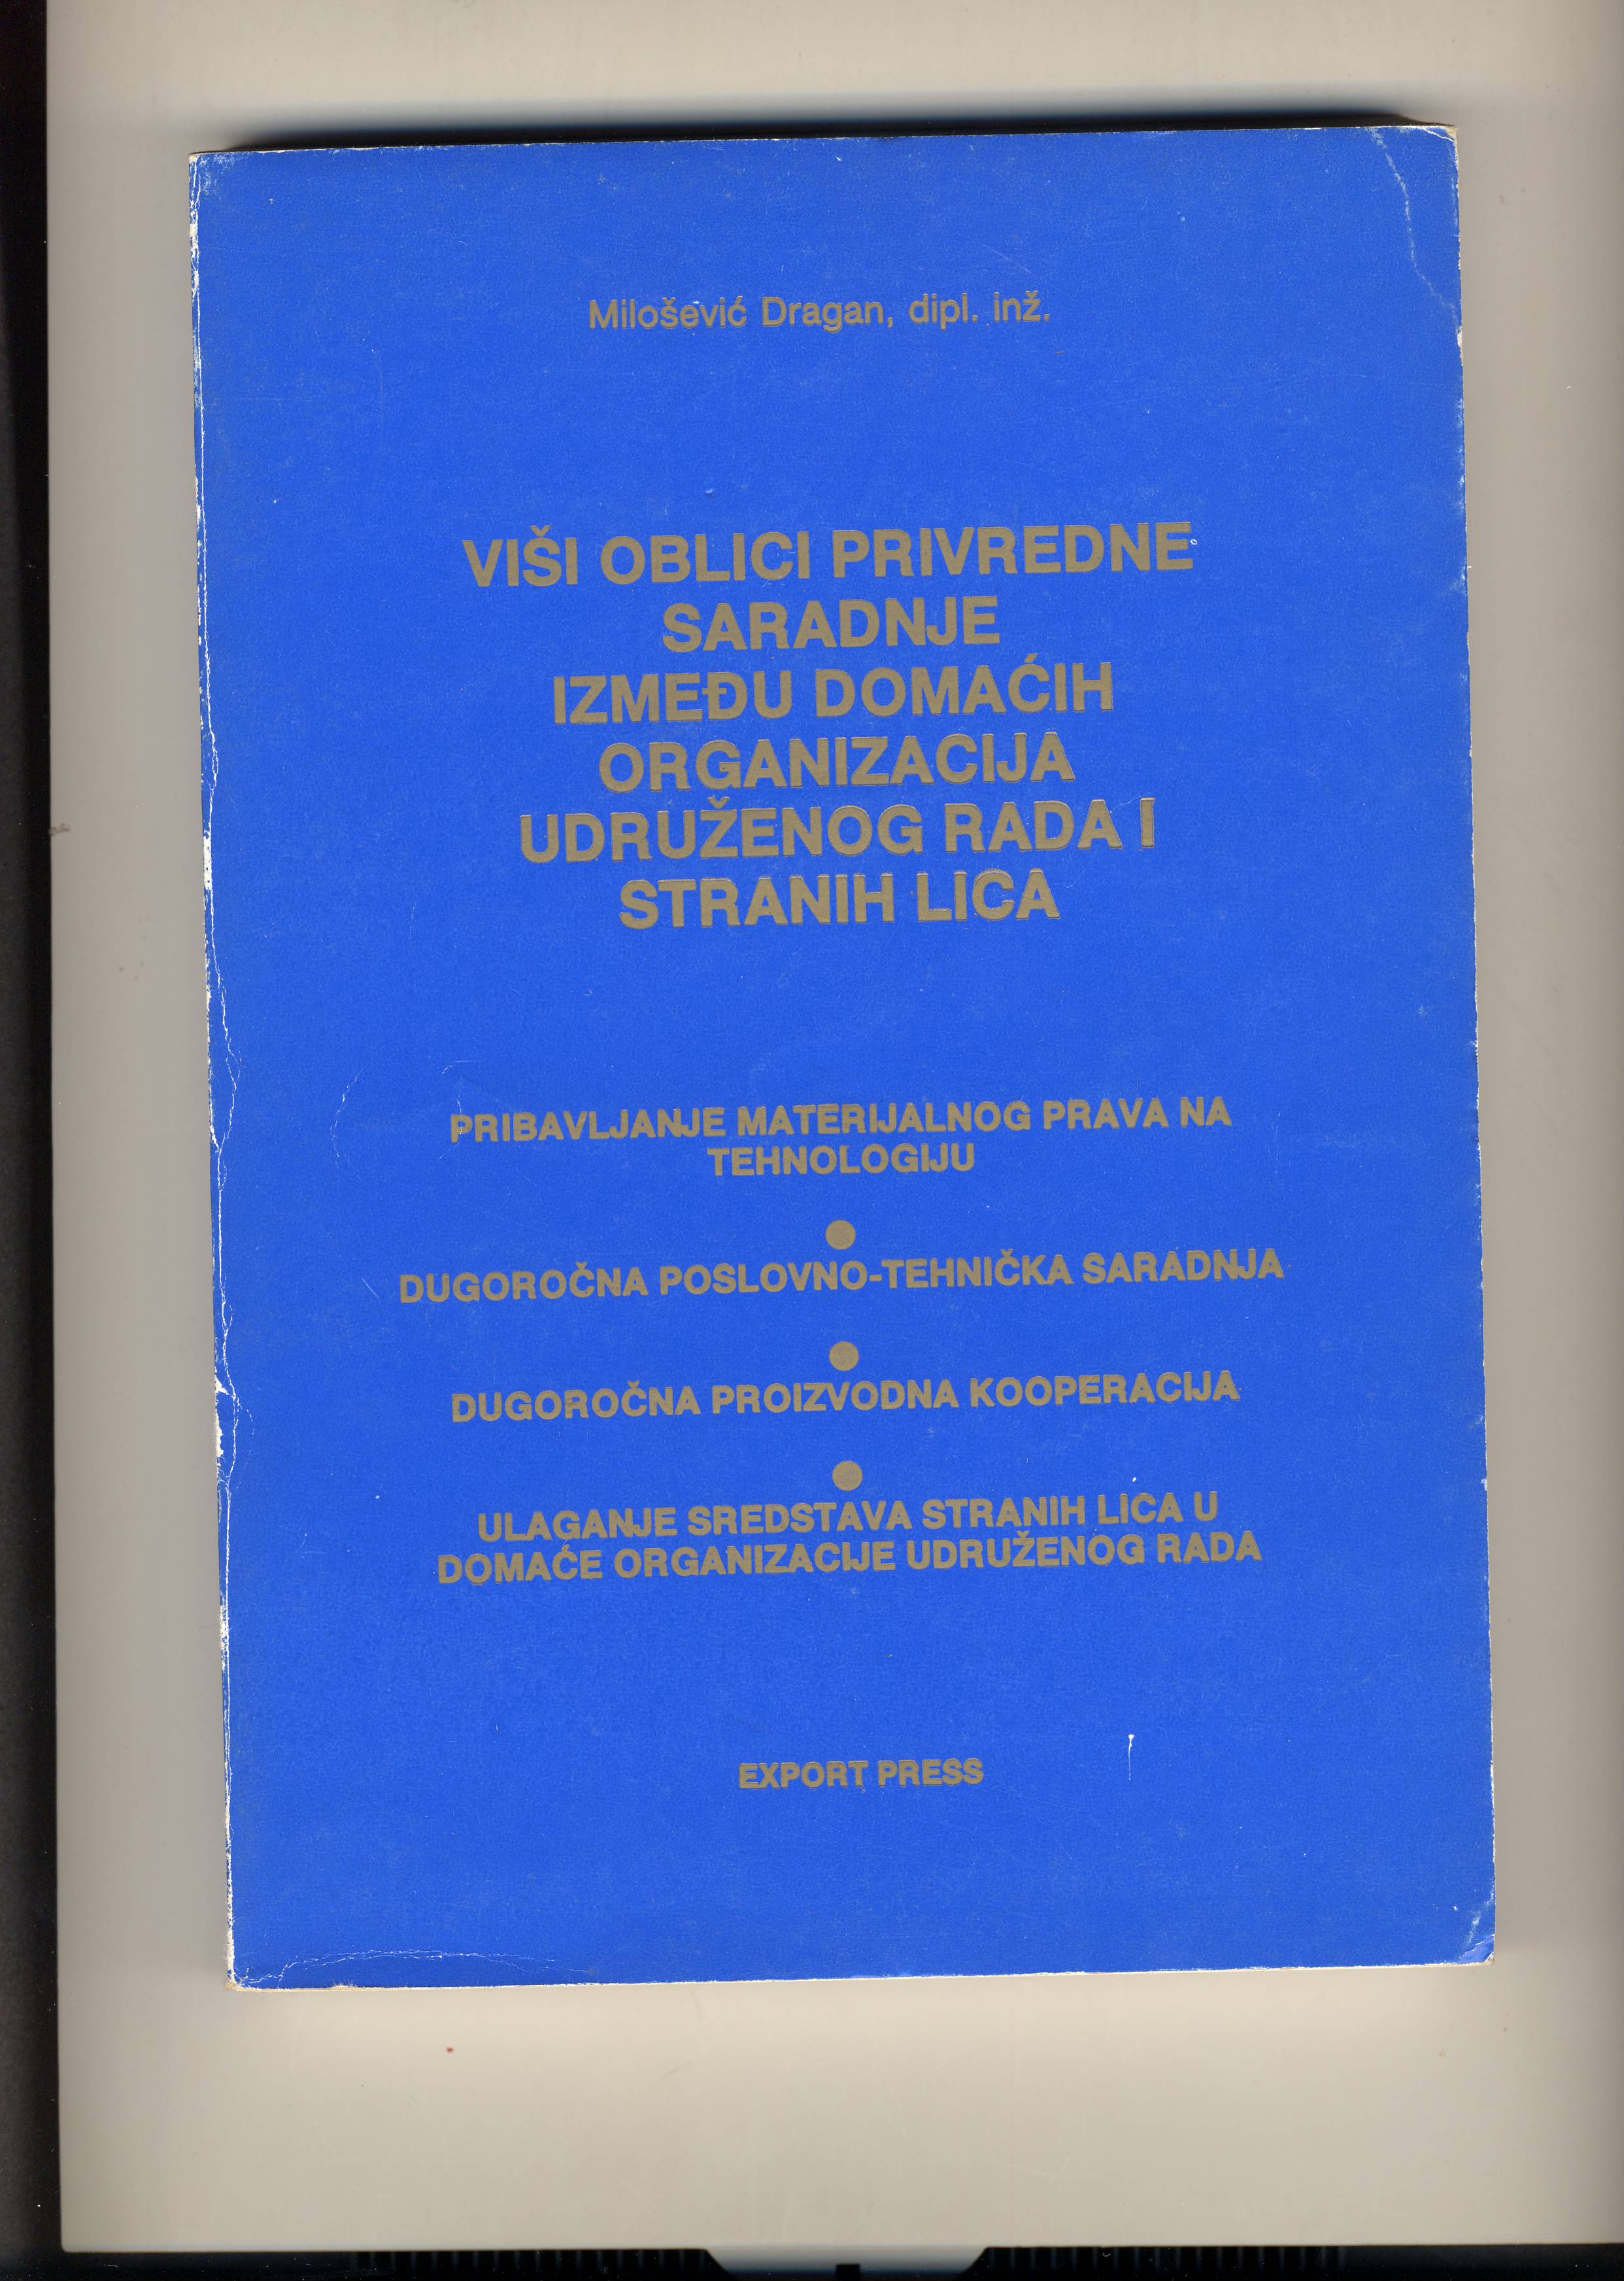 Milošević Dragan, dipl. inž.
VIŠI OBLICI PRIVREDNE
SARADNJE
IZMEĐU DOMAĆIH
ORGANIZACIJA
UDRUŽENOG RADA I
STRANIH LICA
PRIBAVLJANJE MATERIJALNOG PRAVA NA
TEHNOLOGIJU
DUGOROČNA POSLOVNO-TEHNIČKA SARADNJA
DUGOROČNA PROIZVODNA KOOPERACIJA
ULAGANJE SREDSTAVA STRANIH LICA U
DOMAĆE ORGANIZACIJE UDRUŽENOG RADA
EXPORT PRESS